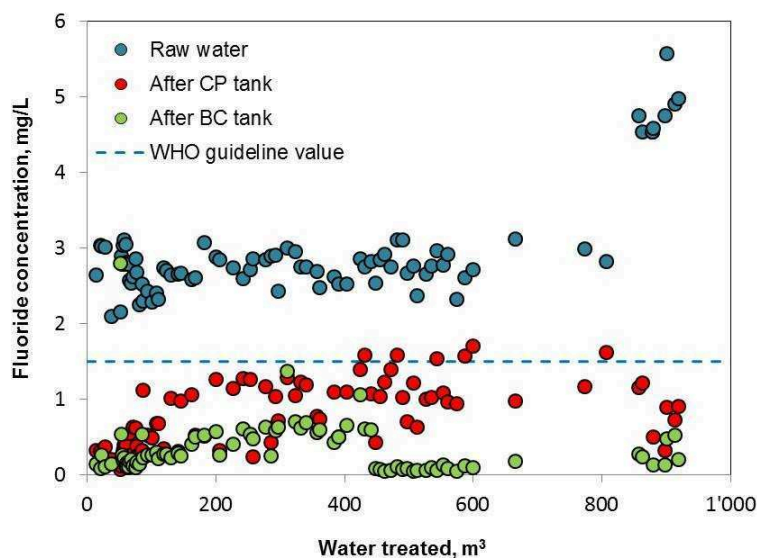 Fluoride concentration, mg/L
6
5
4
3
2
1
0
Raw water
After CP tank
After BC tank
WHO guideline value
0 200 400 600 800 1'000
Water treated, m³